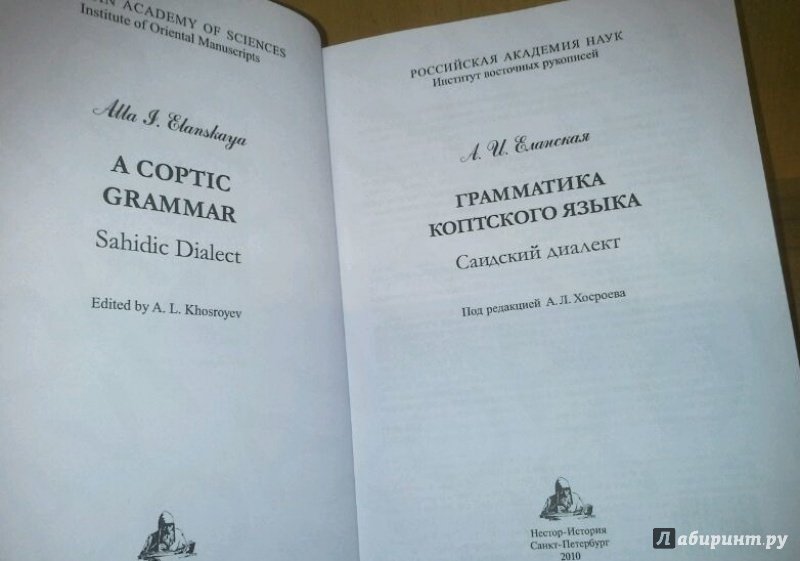 AN ACADEMY OF SCIENCES
Institute of Oriental Manuscripts
Alla I. Elanskaya
A COPTIC
GRAMMAR
Sahidic Dialect
Edited by A. L. Khosroyev
РОССИЙСКАЯ АКАДЕМИЯ НАУК
Институт восточных рукописей
А. И. Еланская
ГРАММАТИКА
КОПТСКОГО ЯЗЫКА
Саидский диалект
Под редакцией А. Л. Хосроева
Нестор-История
Санкт-Петербург
2010
Лабиринт.ру